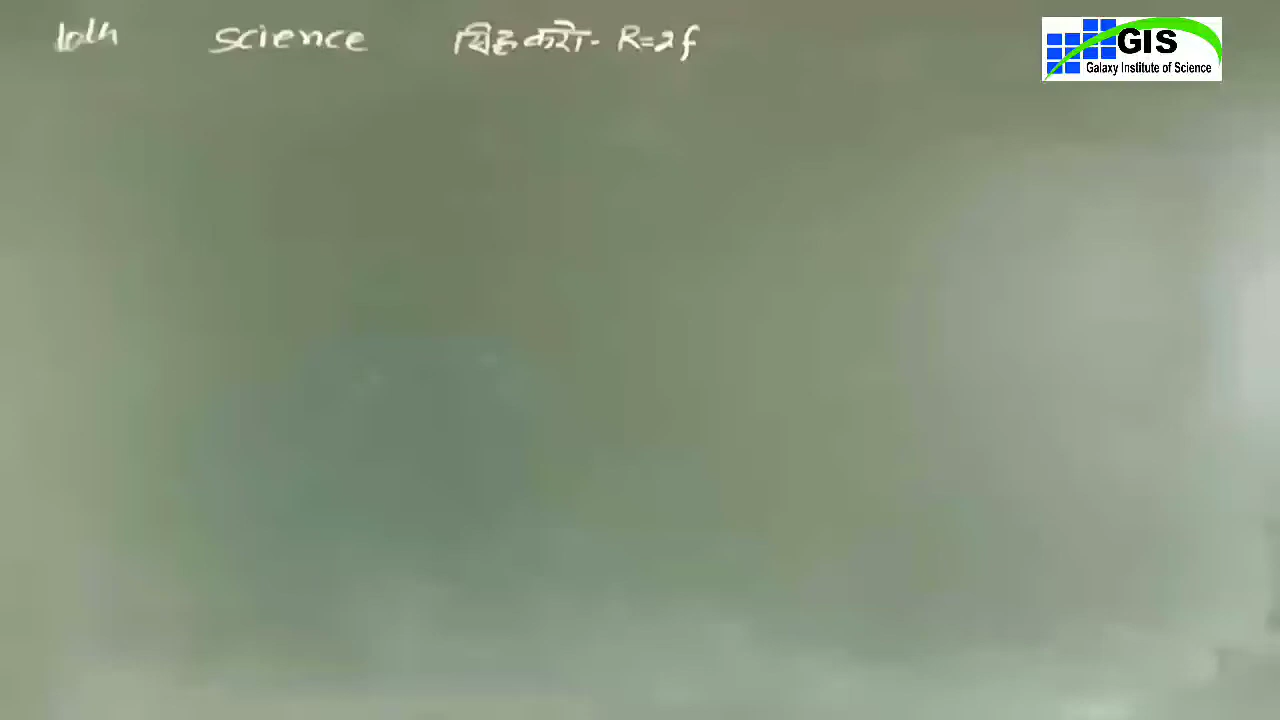 10th science सिद्ध करो- R=2f
GIS
Galaxy Institute of Science